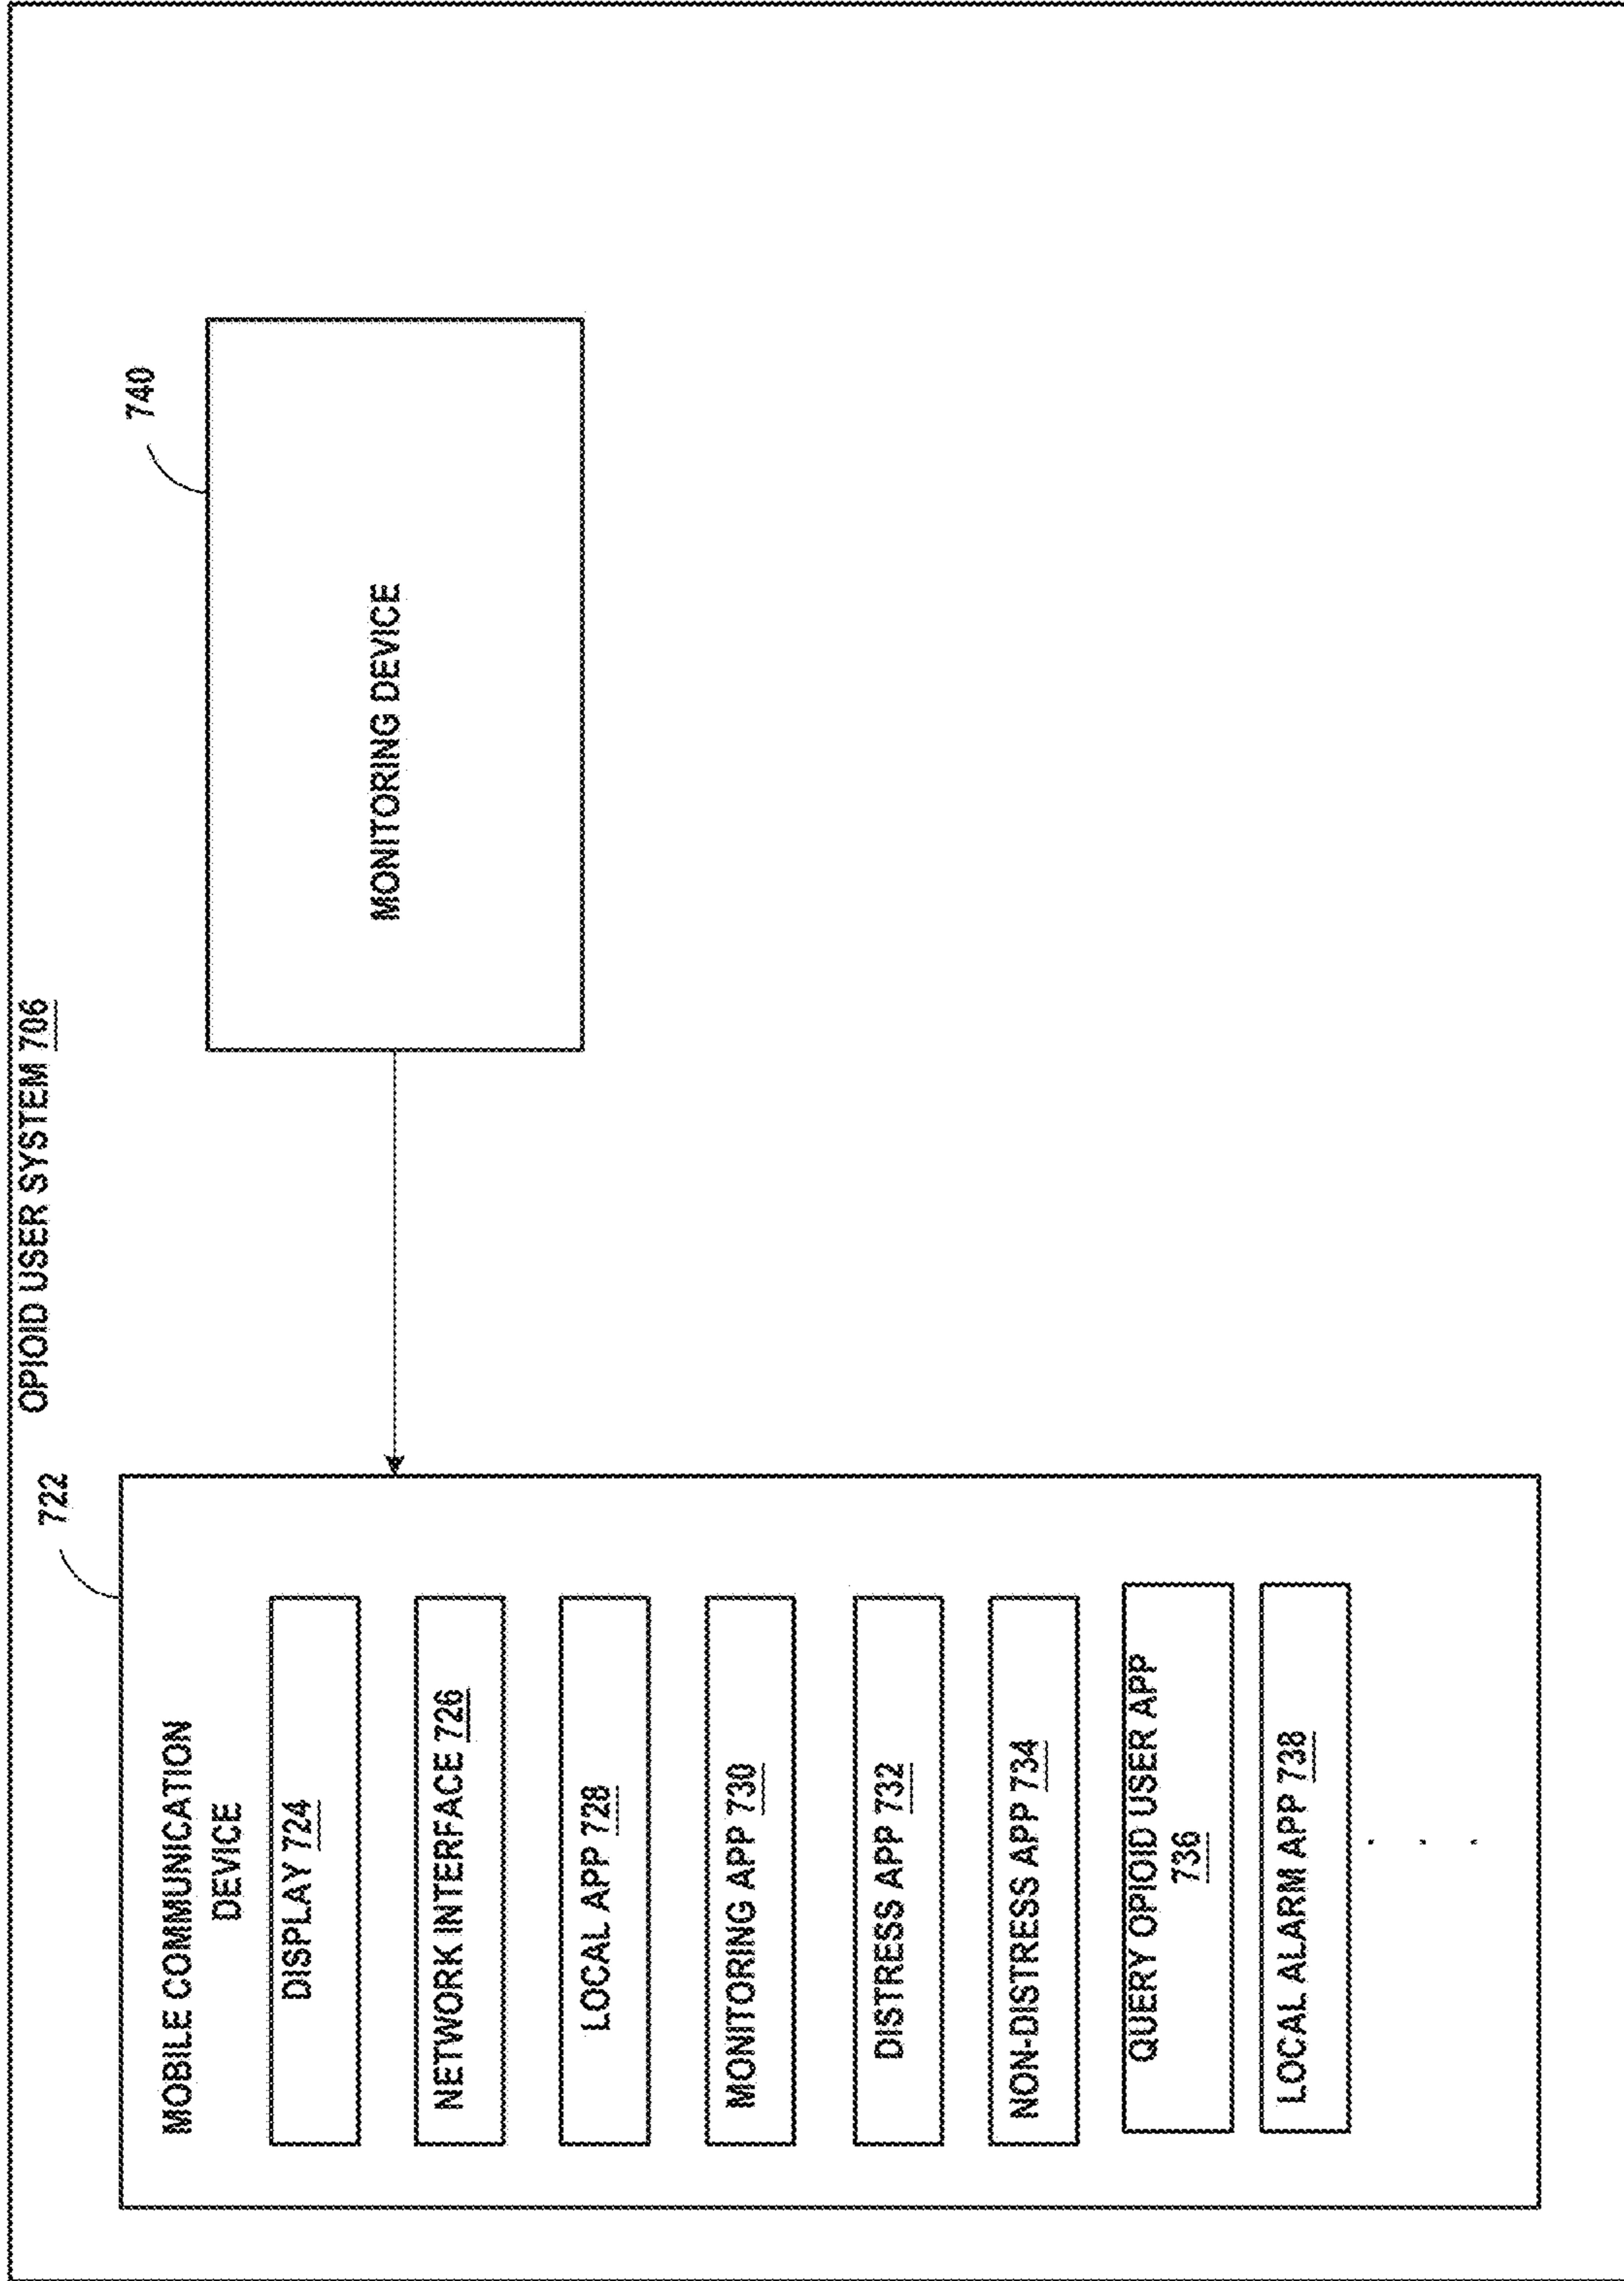 OPIOID USER SYSTEM 706
722
MOBILE COMMUNICATION
DEVICE
DISPLAY 724
NETWORK INTERFACE 726
LOCAL APP 728
MONITORING APP 730
DISTRESS APP 732
NON-DISTRESS APP 734
QUERY OPIOID USER APP
736
LOCAL ALARM APP 738
. . .
740
MONITORING DEVICE